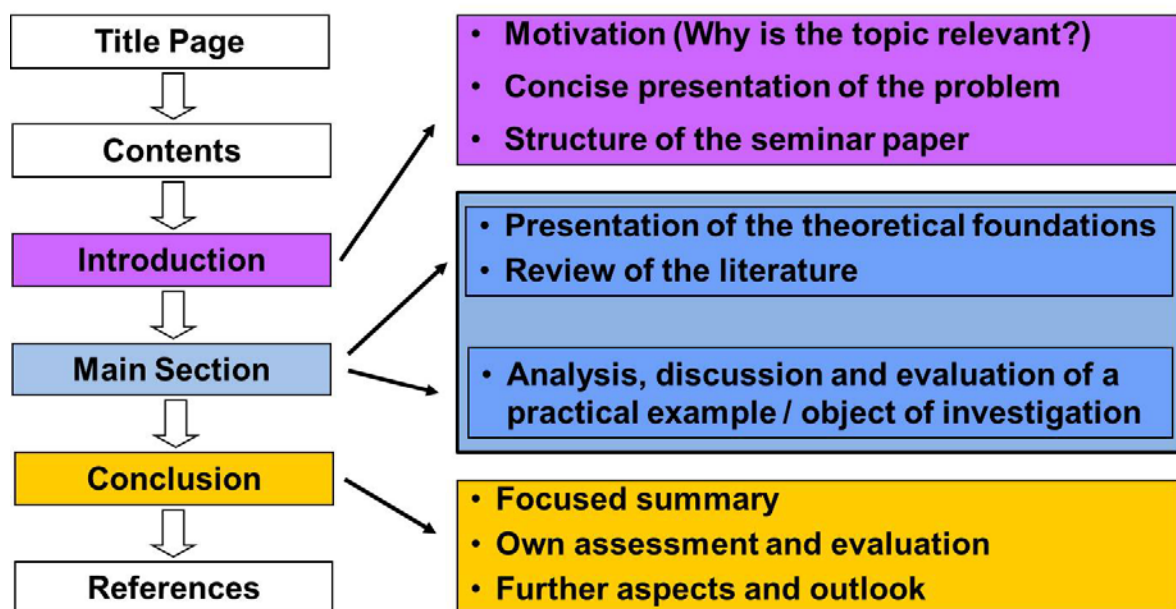 Title Page
Contents
Introduction
Main Section
Conclusion
References
• Motivation (Why is the topic relevant?)
• Concise presentation of the problem
• Structure of the seminar paper
• Presentation of the theoretical foundations
• Review of the literature
• Analysis, discussion and evaluation of a
practical example / object of investigation
• Focused summary
• Own assessment and evaluation
• Further aspects and outlook